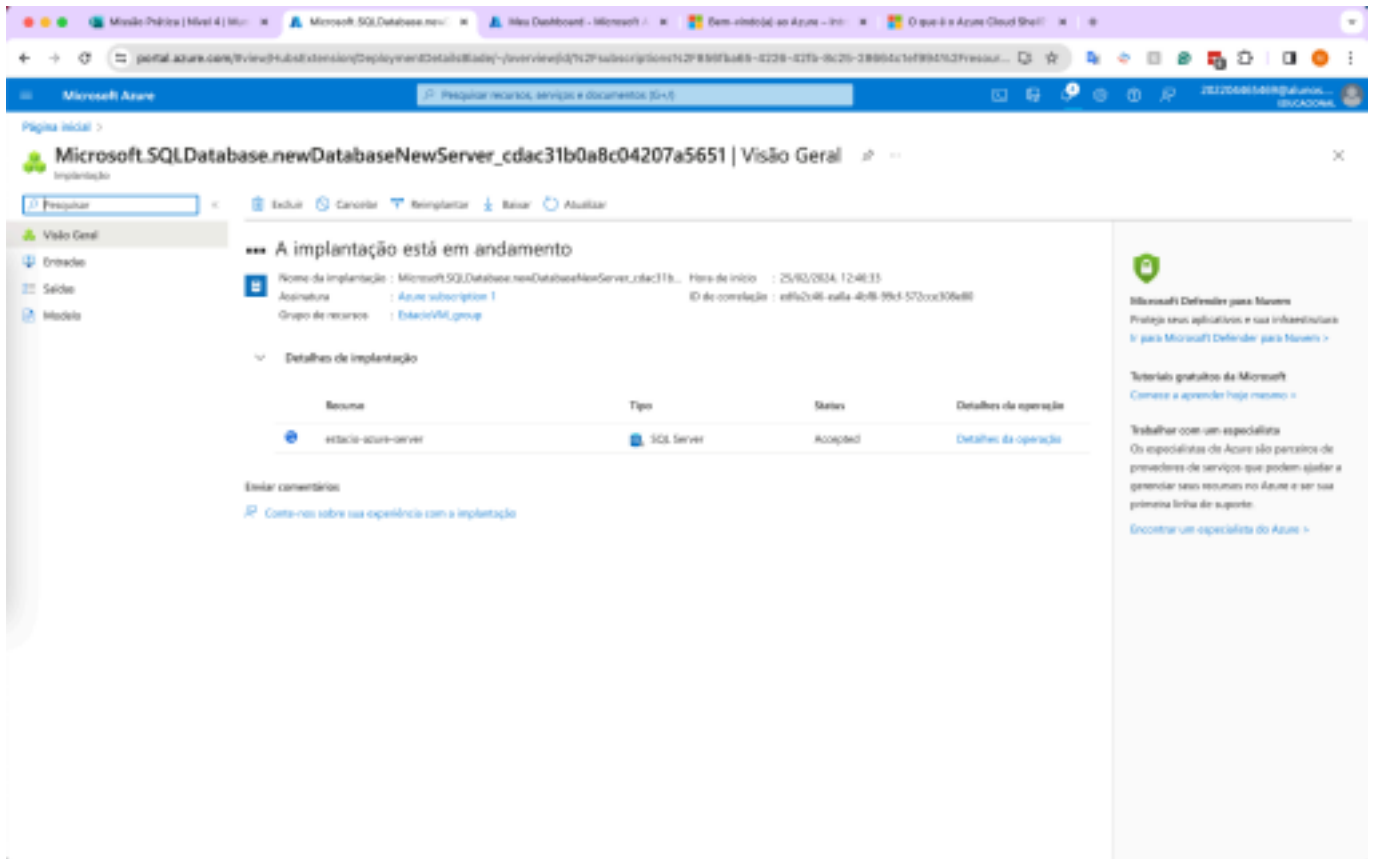 Missão Prática | Nível 4 | Mun
Microsoft.SQLDatabase.new
Meu Dashboard - Microsoft A
Bem-vindo(a) ao Azure – Int
O que é o Azure Cloud Shell?
Microsoft Azure
Pesquisar recursos, serviços e documentos (G+/)
EDUCACIONAL
Página inicial >
Microsoft.SQLDatabase.newDatabaseNewServer_cdac31b0a8c04207a5651 | Visão Geral
Implantação
Pesquisar
Excluir
Cancelar
Reimplantar
Baixar
Atualizar
Visão Geral
Entradas
Saídas
Modelo
A implantação está em andamento
Nome da implantação : Microsoft.SQLDatabase.newDatabaseNewServer_cdac31b...
Assinatura : Azure subscription 1
Grupo de recursos : EstacioVM_group
Hora de início : 25/02/2024, 12:46:33
ID de correlação :
Detalhes de implantação
Recurso Tipo Status Detalhes da operação
estacio-azure-server SQL Server Accepted Detalhes da operação
Enviar comentários
Conte-nos sobre sua experiência com a implantação
Microsoft Defender para Nuvem
Proteja seus aplicativos e sua infraestrutura
Ir para Microsoft Defender para Nuvem >
Tutoriais gratuitos da Microsoft
Comece a aprender hoje mesmo >
Trabalhar com um especialista
Os especialistas do Azure são parceiros de
provedores de serviços que podem ajudar a
gerenciar seus recursos no Azure e ser sua
primeira linha de suporte.
Encontrar um especialista do Azure >